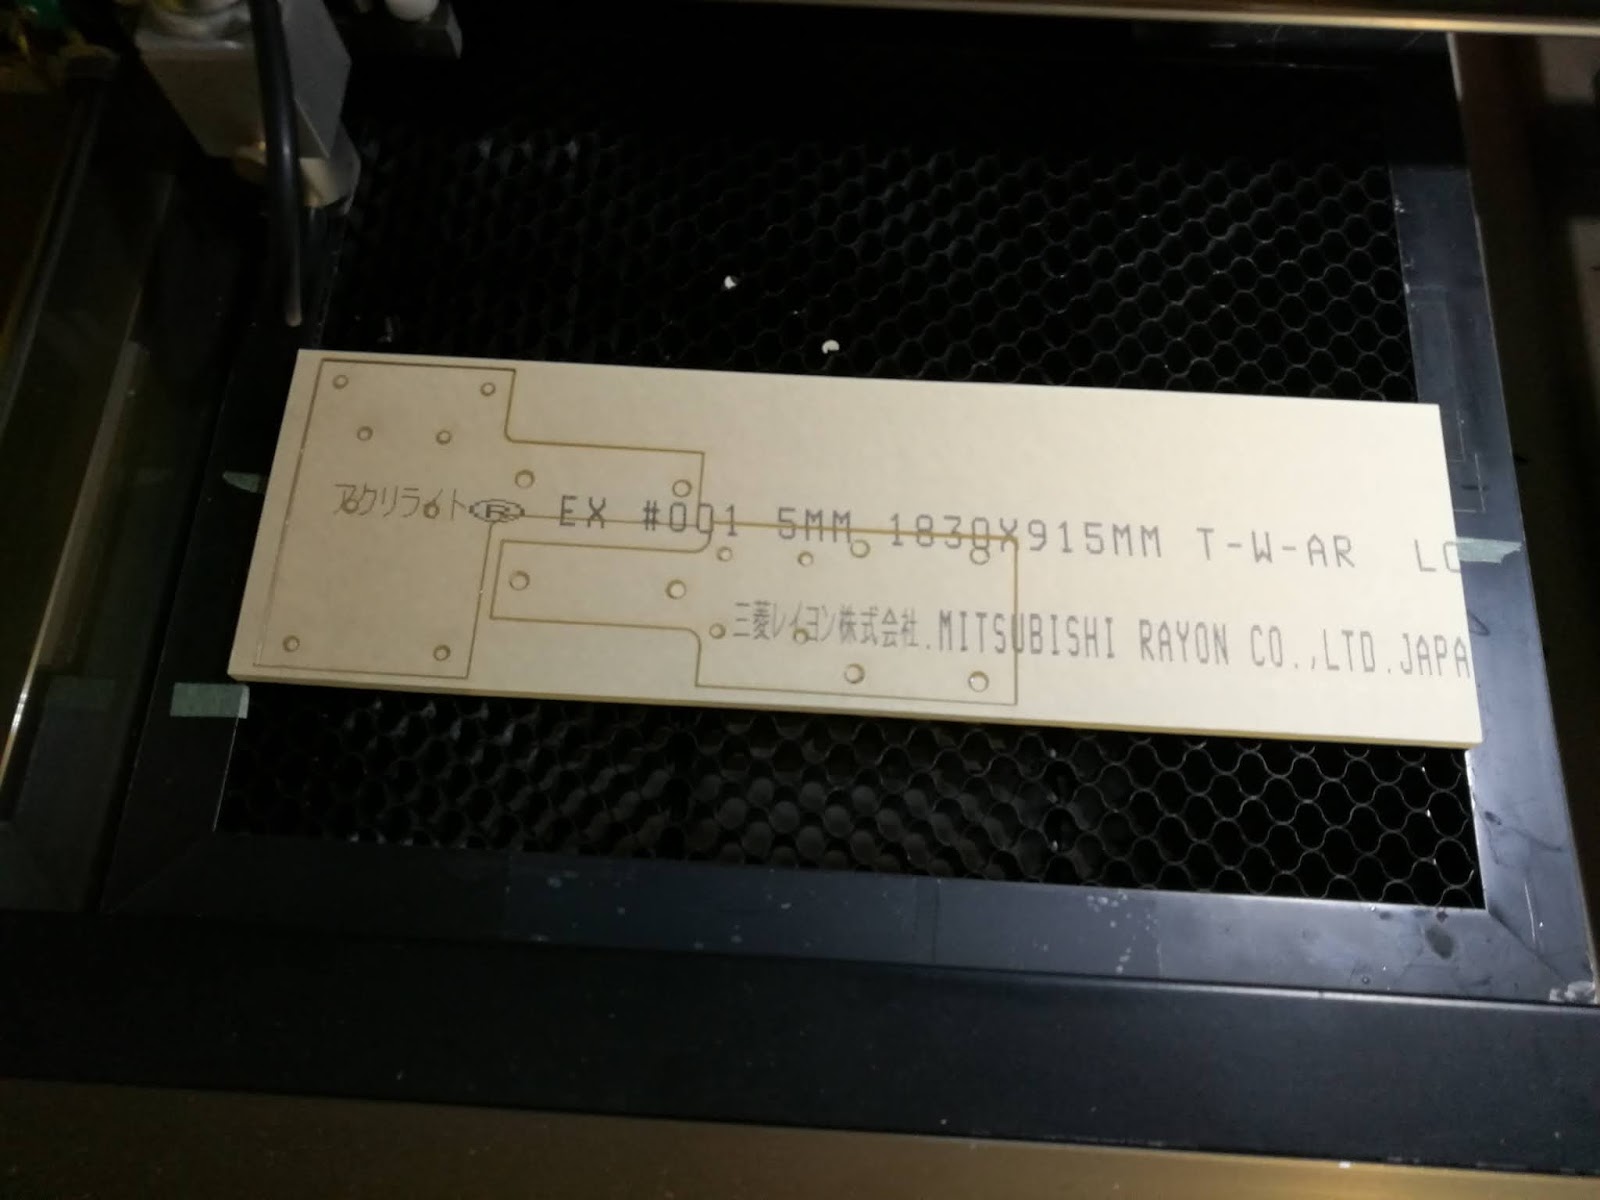 アクリライト® EX #001 5MM 1830X915MM T-W-AR
三菱レイヨン株式会社.MITSUBISHI RAYON CO.,LTD.JAPA